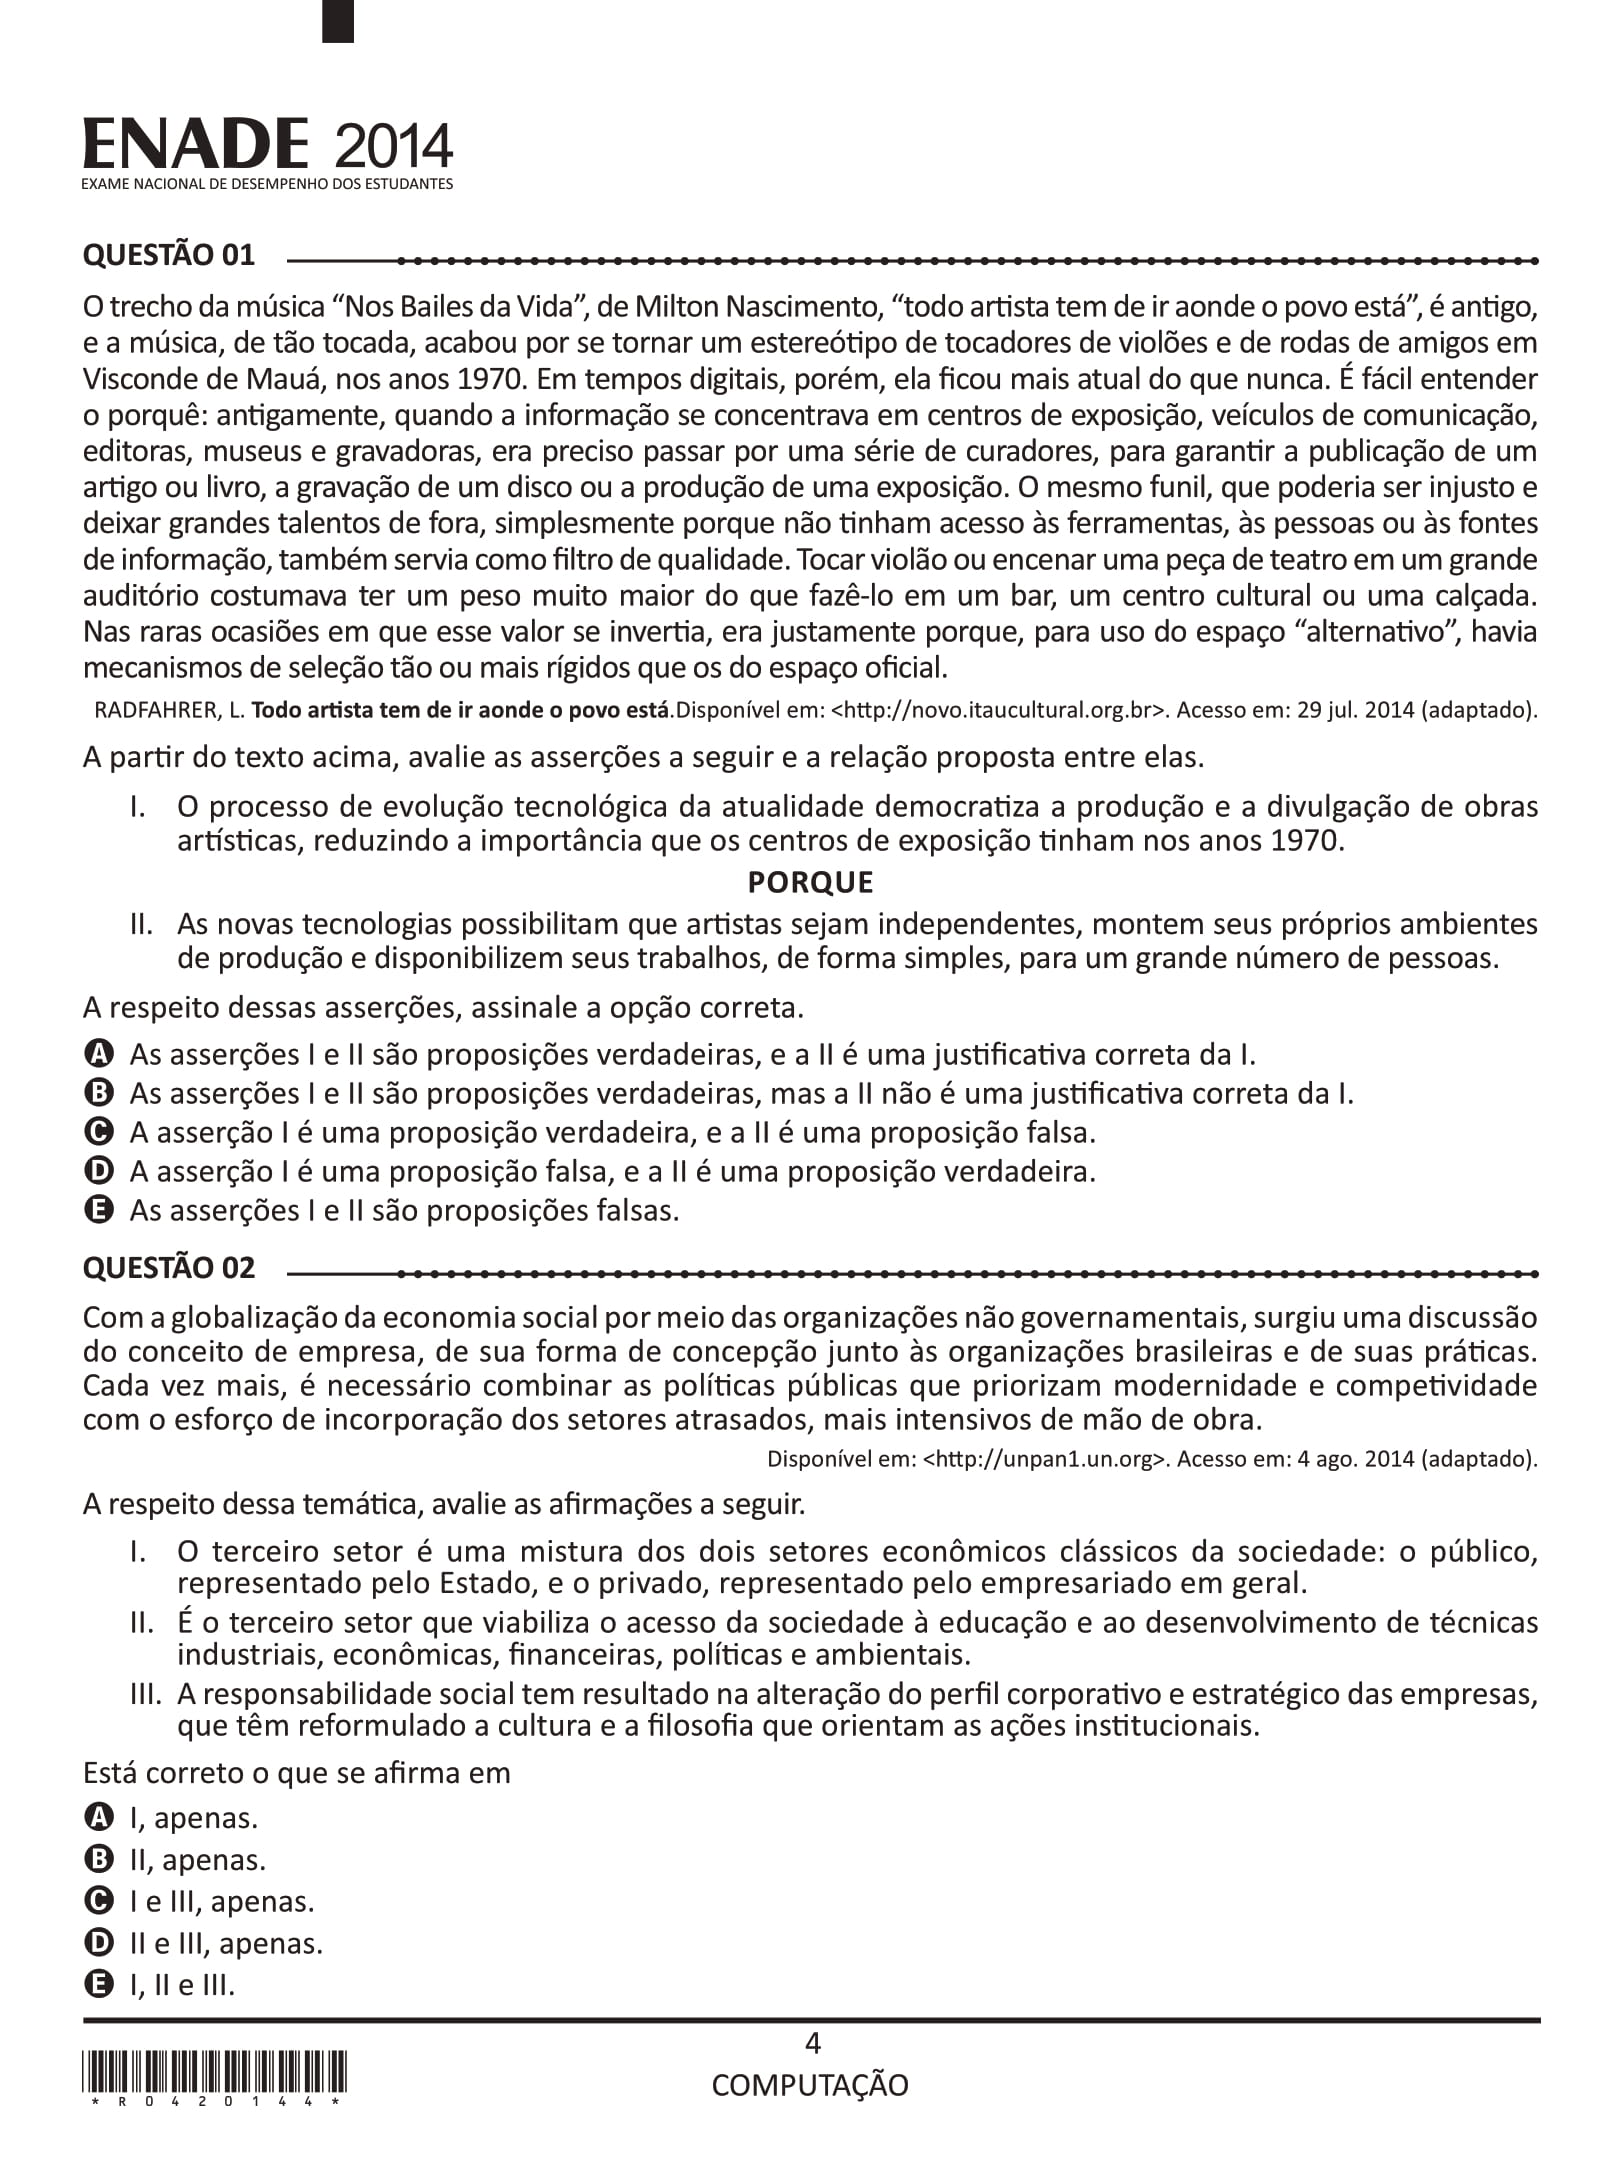 ENADE 2014
EXAME NACIONAL DE DESEMPENHO DOS ESTUDANTES
QUESTÃO 01
O trecho da música “Nos Bailes da Vida”, de Milton Nascimento, “todo artista tem de ir aonde o povo está”, é antigo,
e a música, de tão tocada, acabou por se tornar um estereótipo de tocadores de violões e de rodas de amigos em
Visconde de Mauá, nos anos 1970. Em tempos digitais, porém, ela ficou mais atual do que nunca. É fácil entender
o porquê: antigamente, quando a informação se concentrava em centros de exposição, veículos de comunicação,
editoras, museus e gravadoras, era preciso passar por uma série de curadores, para garantir a publicação de um
artigo ou livro, a gravação de um disco ou a produção de uma exposição. O mesmo funil, que poderia ser injusto e
deixar grandes talentos de fora, simplesmente porque não tinham acesso às ferramentas, às pessoas ou às fontes
de informação, também servia como filtro de qualidade. Tocar violão ou encenar uma peça de teatro em um grande
auditório costumava ter um peso muito maior do que fazê-lo em um bar, um centro cultural ou uma calçada.
Nas raras ocasiões em que esse valor se invertia, era justamente porque, para uso do espaço “alternativo”, havia
mecanismos de seleção tão ou mais rígidos que os do espaço oficial.
RADFAHRER, L. Todo artista tem de ir aonde o povo está.Disponível em: <http://novo.itaucultural.org.br>. Acesso em: 29 jul. 2014 (adaptado).
A partir do texto acima, avalie as asserções a seguir e a relação proposta entre elas.
I. O processo de evolução tecnológica da atualidade democratiza a produção e a divulgação de obras
artísticas, reduzindo a importância que os centros de exposição tinham nos anos 1970.
PORQUE
II. As novas tecnologias possibilitam que artistas sejam independentes, montem seus próprios ambientes
de produção e disponibilizem seus trabalhos, de forma simples, para um grande número de pessoas.
A respeito dessas asserções, assinale a opção correta.
A As asserções I e II são proposições verdadeiras, e a II é uma justificativa correta da I.
B As asserções I e II são proposições verdadeiras, mas a II não é uma justificativa correta da I.
C A asserção I é uma proposição verdadeira, e a II é uma proposição falsa.
D A asserção I é uma proposição falsa, e a II é uma proposição verdadeira.
E As asserções I e II são proposições falsas.
QUESTÃO 02
Com a globalização da economia social por meio das organizações não governamentais, surgiu uma discussão
do conceito de empresa, de sua forma de concepção junto às organizações brasileiras e de suas práticas.
Cada vez mais, é necessário combinar as políticas públicas que priorizam modernidade e competividade
com o esforço de incorporação dos setores atrasados, mais intensivos de mão de obra.
Disponível em: <http://unpan1.un.org>. Acesso em: 4 ago. 2014 (adaptado).
A respeito dessa temática, avalie as afirmações a seguir.
I. O terceiro setor é uma mistura dos dois setores econômicos clássicos da sociedade: o público,
representado pelo Estado, e o privado, representado pelo empresariado em geral.
II. É o terceiro setor que viabiliza o acesso da sociedade à educação e ao desenvolvimento de técnicas
industriais, econômicas, financeiras, políticas e ambientais.
III. A responsabilidade social tem resultado na alteração do perfil corporativo e estratégico das empresas,
que têm reformulado a cultura e a filosofia que orientam as ações institucionais.
Está correto o que se afirma em
A I, apenas.
B II, apenas.
C I e III, apenas.
D II e III, apenas.
E I, II e III.
4
COMPUTAÇÃO
*R0420144*